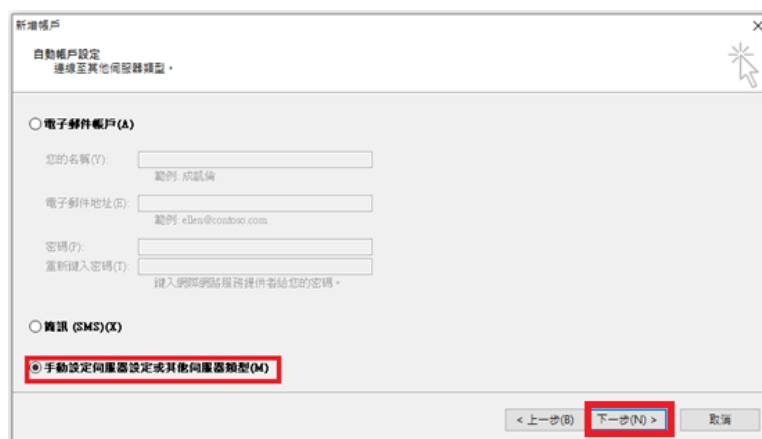 新增帳戶
自動帳戶設定
連線至其他伺服器類型。
電子郵件帳戶(A)
您的名稱(Y):
範例: 成凱倫
電子郵件地址(E):
範例: ellen@contoso.com
密碼(P):
重新鍵入密碼(T):
鍵入網際網路服務提供者給您的密碼。
簡訊 (SMS)(X)
手動設定伺服器設定或其他伺服器類型(M)
< 上一步(B) 下一步(N) > 取消